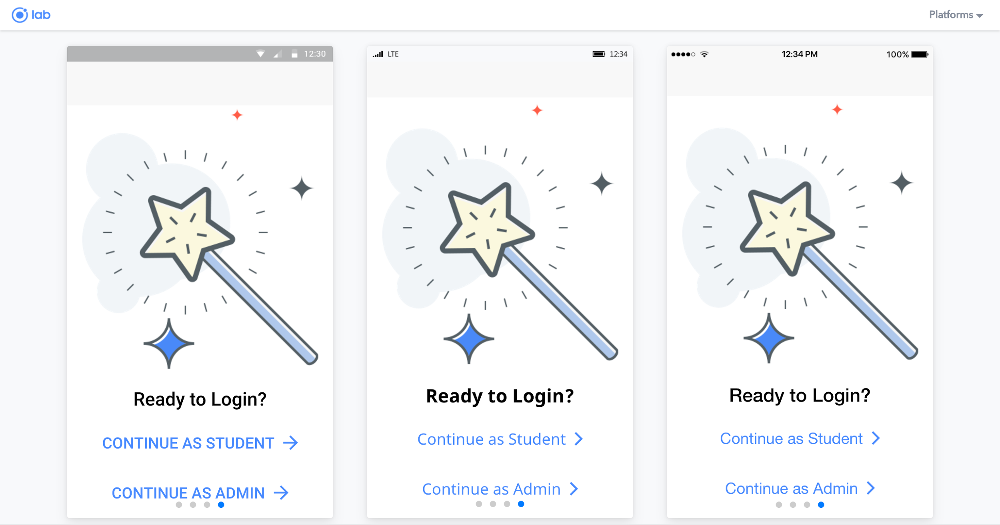 lab
Platforms
12:30
Ready to Login?
CONTINUE AS STUDENT
CONTINUE AS ADMIN
LTE
12:34
Ready to Login?
Continue as Student
Continue as Admin
12:34 PM
100%
Ready to Login?
Continue as Student
Continue as Admin